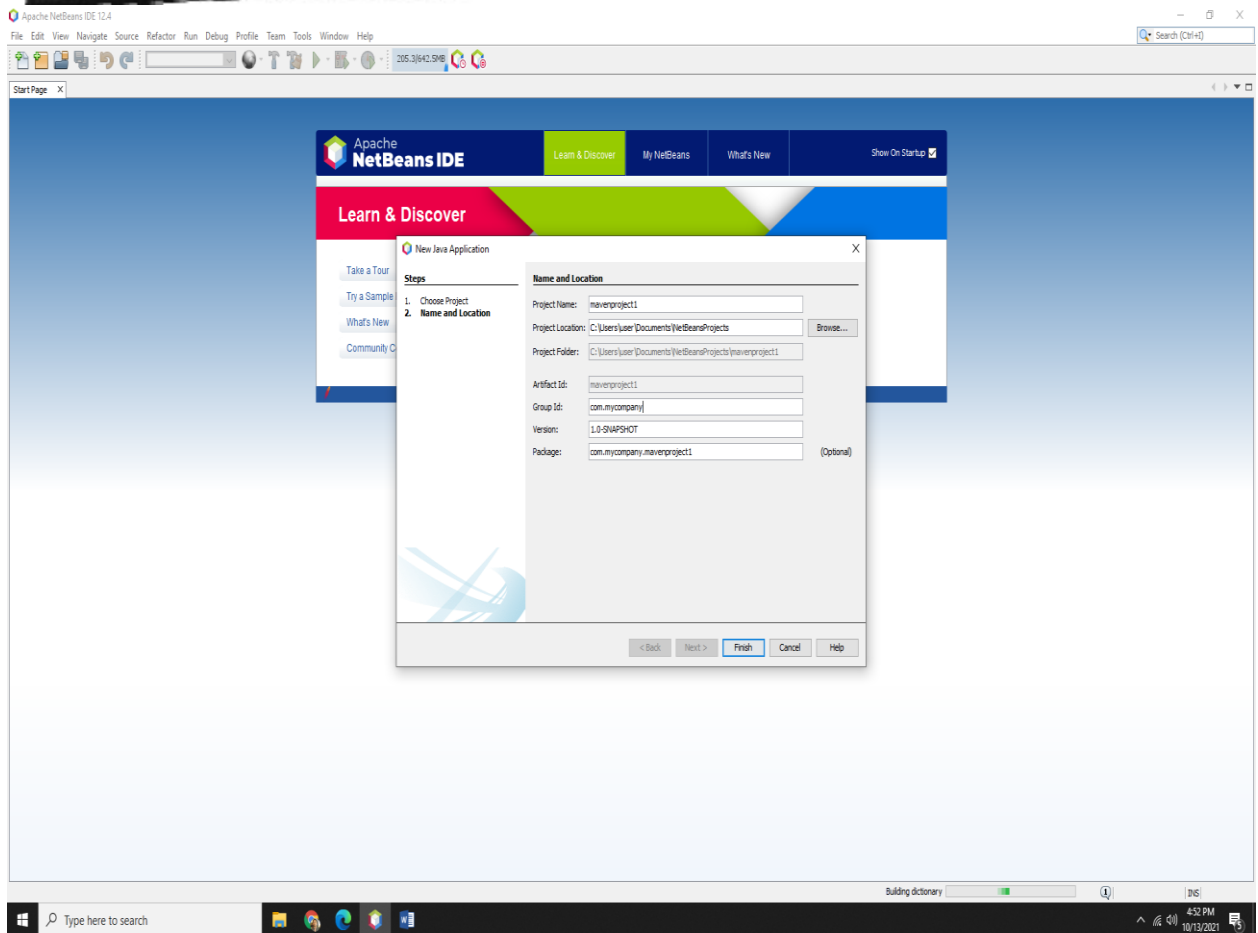 Apache NetBeans IDE 12.4
File Edit View Navigate Source Refactor Run Debug Profile Team Tools Window Help
Search (Ctrl+I)
205.3/642.5MB
Start Page X
Apache
NetBeans IDE
Learn & Discover
My NetBeans
What's New
Show On Startup
Learn & Discover
Take a Tour
Try a Sample
What's New
Community C
New Java Application
Steps
1. Choose Project
2. Name and Location
Name and Location
Project Name: mavenproject1
Project Location: C:\Users\user\Documents\NetBeansProjects Browse...
Project Folder: C:\Users\user\Documents\NetBeansProjects\mavenproject1
Artifact Id: mavenproject1
Group Id: com.mycompany
Version: 1.0-SNAPSHOT
Package: com.mycompany.mavenproject1 (Optional)
< Back Next > Finish Cancel Help
Building dictionary
1
INS
Type here to search
4:52 PM
10/13/2021
5